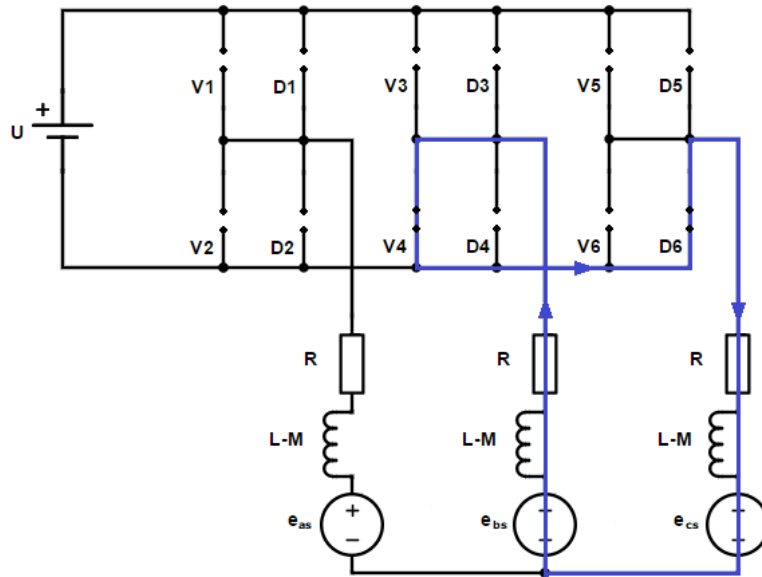 V1 D1 V3 D3 V5 D5
+
U
V2 D2 V4 D4 V6 D6
R R R
L-M L-M L-M
+
eas ebs ecs
−